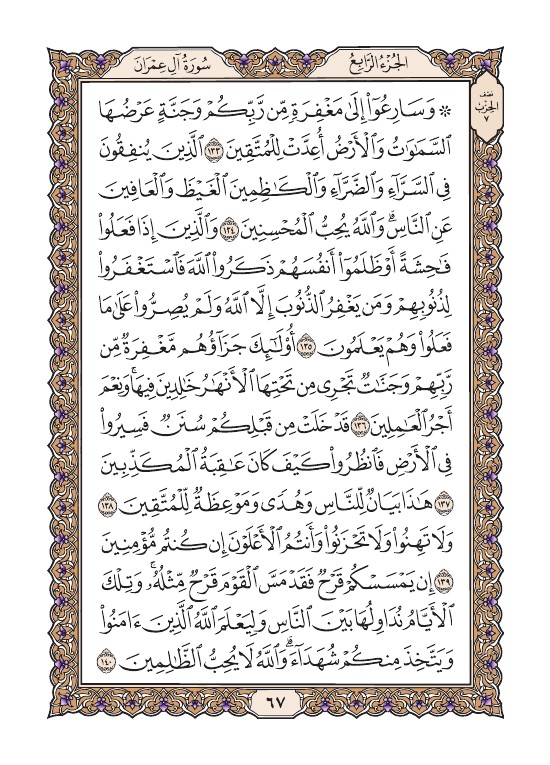 سُورَةُ آلِ عِمْرَانَ
الجُزْءُ الرَّابِعُ
نصف
الحزب
٧
۞ وَسَارِعُوٓاْ إِلَىٰ مَغْفِرَةٍ مِّن رَّبِّكُمْ وَجَنَّةٍ عَرْضُهَا
ٱلسَّمَٰوَٰتُ وَٱلْأَرْضُ أُعِدَّتْ لِلْمُتَّقِينَ ١٣٣ ٱلَّذِينَ يُنفِقُونَ
فِى ٱلسَّرَّآءِ وَٱلضَّرَّآءِ وَٱلْكَٰظِمِينَ ٱلْغَيْظَ وَٱلْعَافِينَ
عَنِ ٱلنَّاسِ ۗ وَٱللَّهُ يُحِبُّ ٱلْمُحْسِنِينَ ١٣٤ وَٱلَّذِينَ إِذَا فَعَلُواْ
فَٰحِشَةً أَوْ ظَلَمُوٓاْ أَنفُسَهُمْ ذَكَرُواْ ٱللَّهَ فَٱسْتَغْفَرُواْ
لِذُنُوبِهِمْ وَمَن يَغْفِرُ ٱلذُّنُوبَ إِلَّا ٱللَّهُ وَلَمْ يُصِرُّواْ عَلَىٰ مَا
فَعَلُواْ وَهُمْ يَعْلَمُونَ ١٣٥ أُوْلَٰٓئِكَ جَزَآؤُهُم مَّغْفِرَةٌ مِّن
رَّبِّهِمْ وَجَنَّٰتٌ تَجْرِى مِن تَحْتِهَا ٱلْأَنْهَٰرُ خَٰلِدِينَ فِيهَا ۚ وَنِعْمَ
أَجْرُ ٱلْعَٰمِلِينَ ١٣٦ قَدْ خَلَتْ مِن قَبْلِكُمْ سُنَنٌ فَسِيرُواْ
فِى ٱلْأَرْضِ فَٱنظُرُواْ كَيْفَ كَانَ عَٰقِبَةُ ٱلْمُكَذِّبِينَ
١٣٧ هَٰذَا بَيَانٌ لِّلنَّاسِ وَهُدًى وَمَوْعِظَةٌ لِّلْمُتَّقِينَ ١٣٨
وَلَا تَهِنُواْ وَلَا تَحْزَنُواْ وَأَنتُمُ ٱلْأَعْلَوْنَ إِن كُنتُم مُّؤْمِنِينَ
١٣٩ إِن يَمْسَسْكُمْ قَرْحٌ فَقَدْ مَسَّ ٱلْقَوْمَ قَرْحٌ مِّثْلُهُۥ ۚ وَتِلْكَ
ٱلْأَيَّامُ نُدَاوِلُهَا بَيْنَ ٱلنَّاسِ وَلِيَعْلَمَ ٱللَّهُ ٱلَّذِينَ ءَامَنُواْ
وَيَتَّخِذَ مِنكُمْ شُهَدَآءَ ۗ وَٱللَّهُ لَا يُحِبُّ ٱلظَّٰلِمِينَ ١٤٠
٦٧